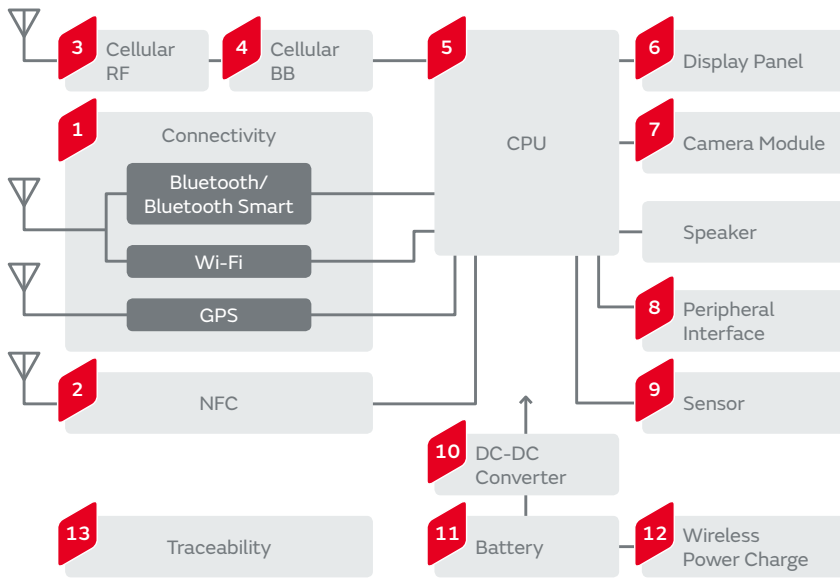 3
Cellular
RF
4
Cellular
BB
5
CPU
6
Display Panel
1
Connectivity
Bluetooth/
Bluetooth Smart
Wi-Fi
GPS
7
Camera Module
Speaker
8
Peripheral
Interface
2
NFC
9
Sensor
10
DC-DC
Converter
13
Traceability
11
Battery
12
Wireless
Power Charge